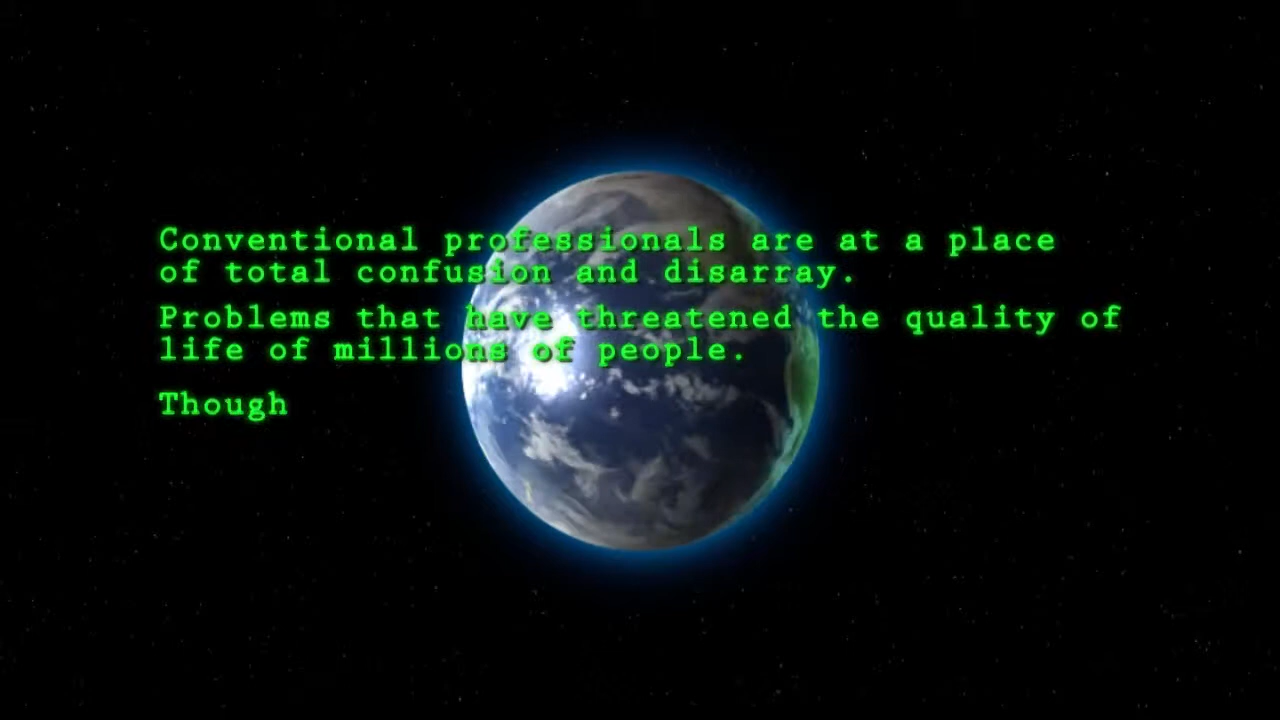 Conventional professionals are at a place
of total confusion and disarray.
Problems that have threatened the quality of
life of millions of people.
Though